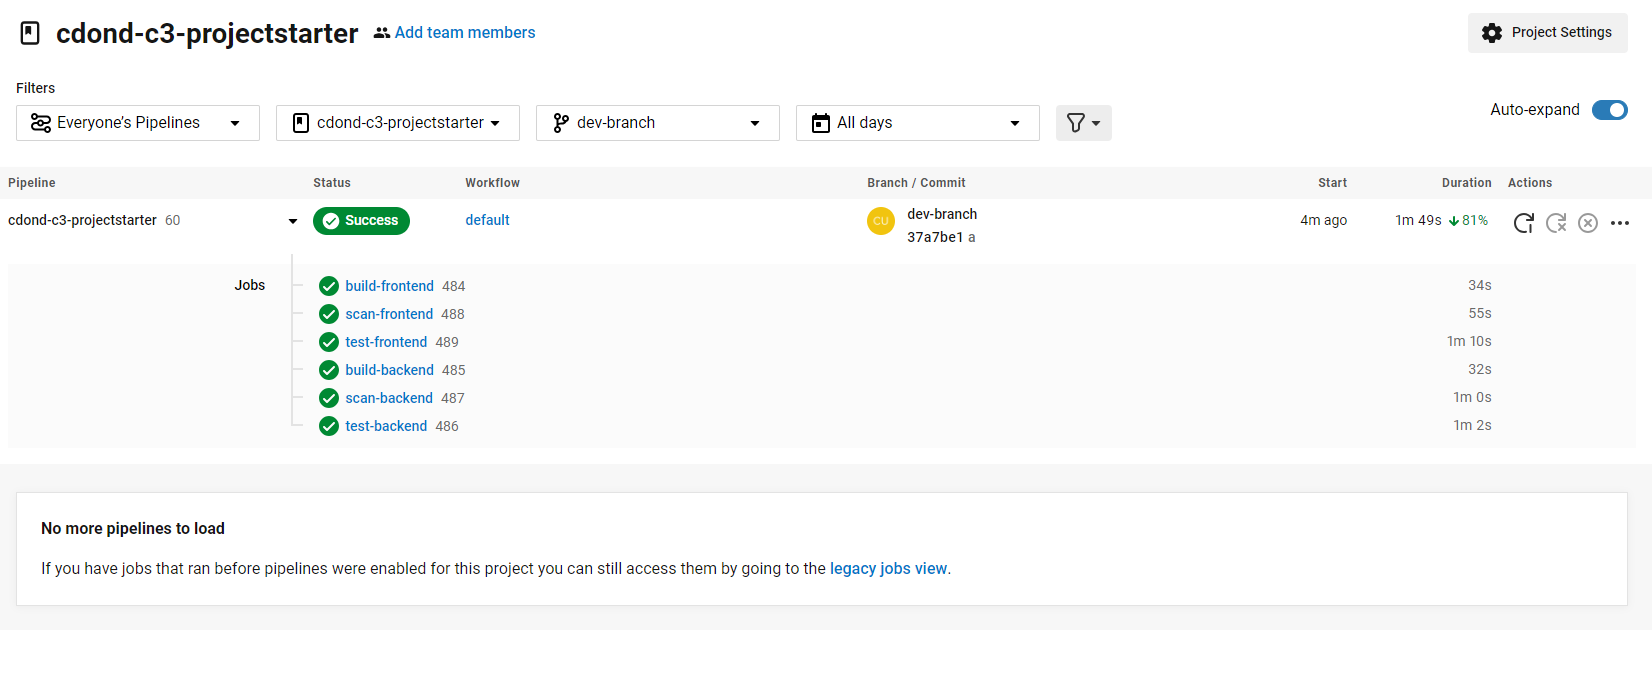 cdond-c3-projectstarter Add team members
Project Settings
Filters
Everyone's Pipelines cdond-c3-projectstarter dev-branch All days
Auto-expand
Pipeline Status Workflow Branch / Commit Start Duration Actions
cdond-c3-projectstarter 60 Success default CU dev-branch 4m ago 1m 49s 81%
37a7be1 a
Jobs build-frontend 484 34s
scan-frontend 488 55s
test-frontend 489 1m 10s
build-backend 485 32s
scan-backend 487 1m 0s
test-backend 486 1m 2s
No more pipelines to load
If you have jobs that ran before pipelines were enabled for this project you can still access them by going to the legacy jobs view.